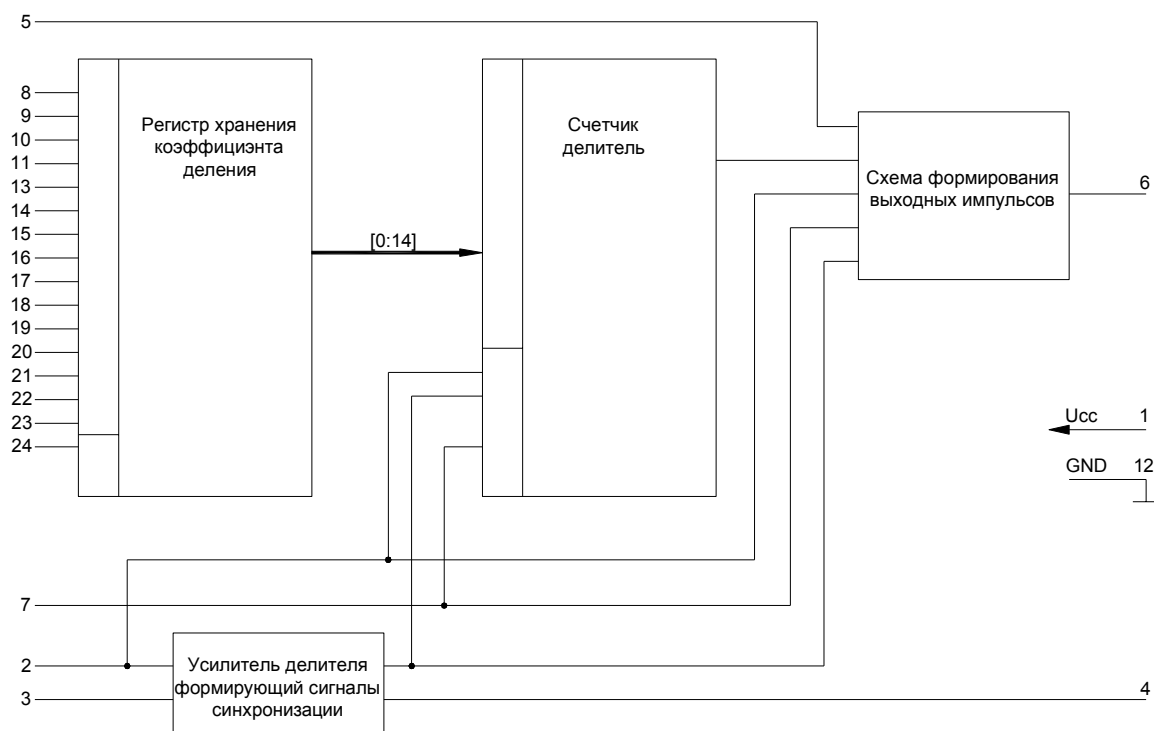 5
8
9
10
11
13
14
15
16
17
18
19
20
21
22
23
24
Регистр хранения
коэффициэнта
деления
[0:14]
Счетчик
делитель
Схема формирования
выходных импульсов
6
Ucc 1
GND 12
7
2
3
Усилитель делителя
формирующий сигналы
синхронизации
4